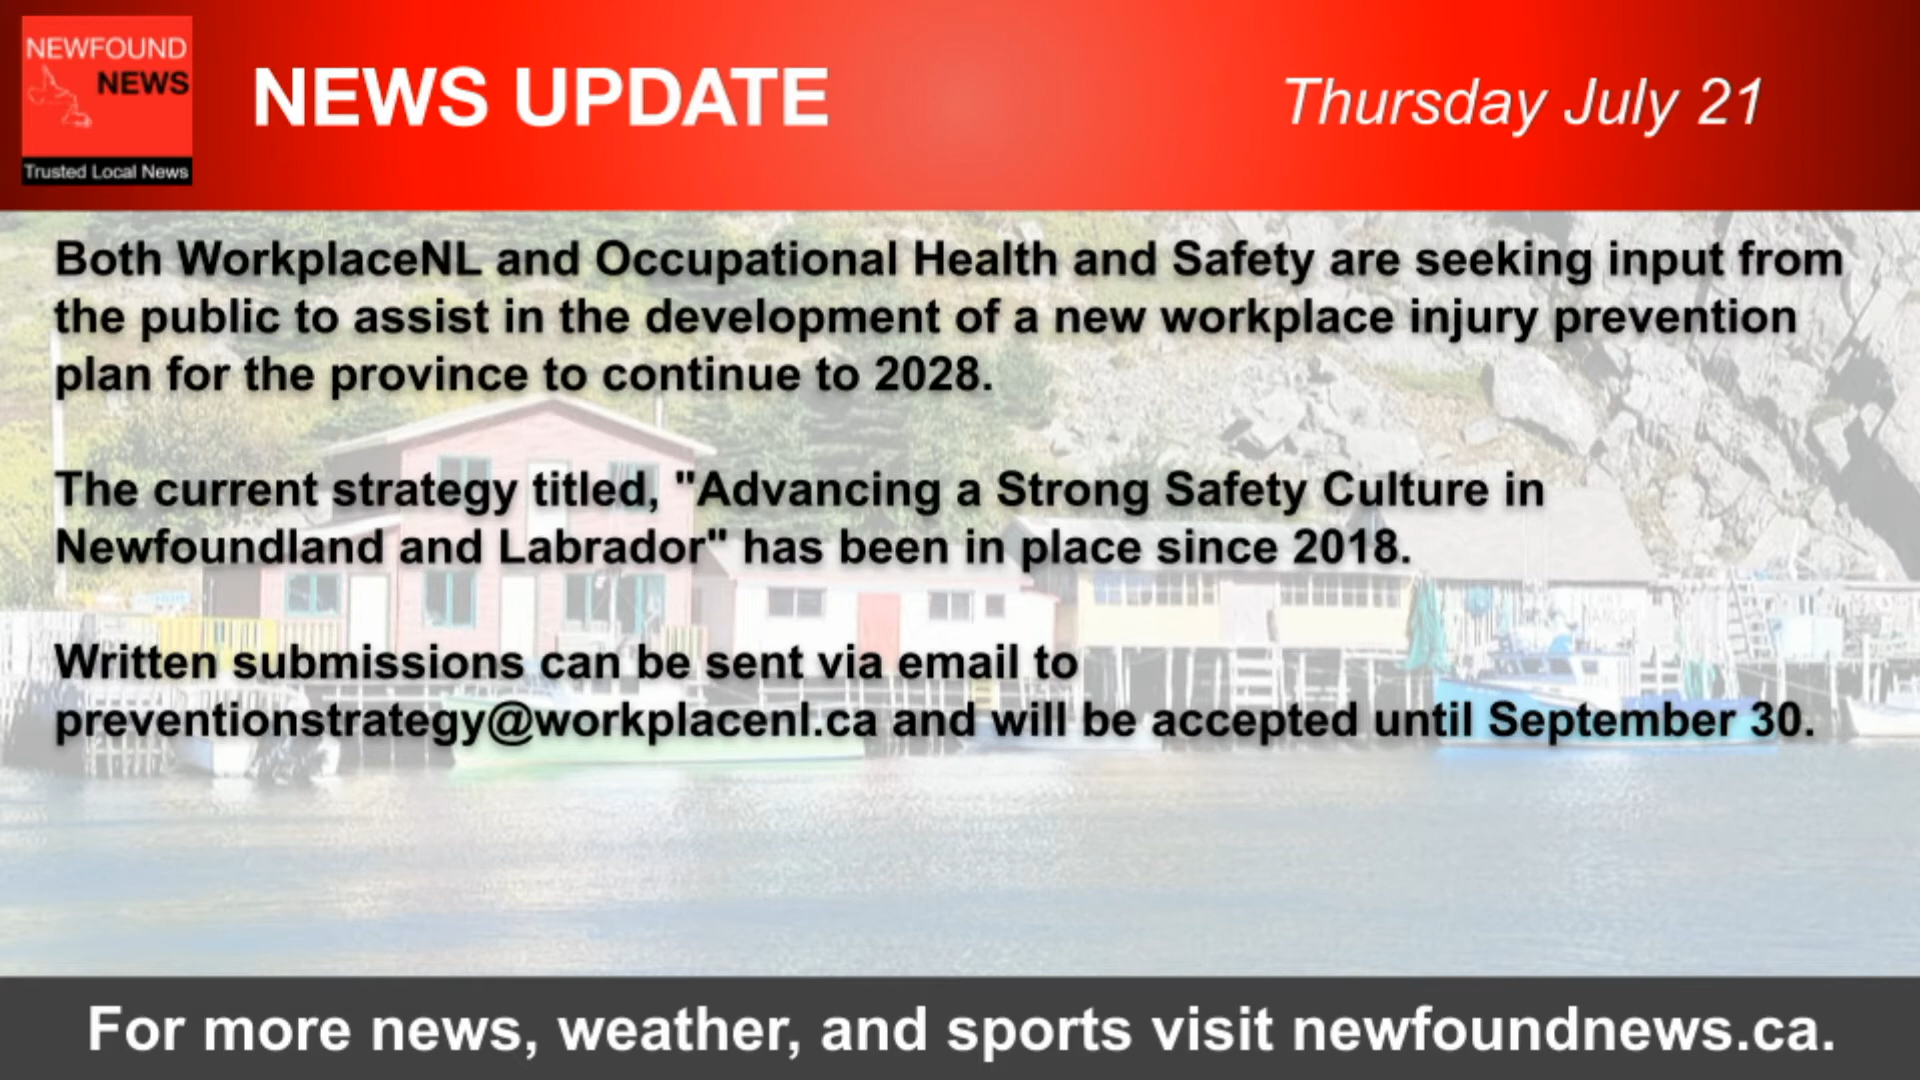 NEWFOUND
NEWS
Trusted Local News
NEWS UPDATE
Thursday July 21
Both WorkplaceNL and Occupational Health and Safety are seeking input from
the public to assist in the development of a new workplace injury prevention
plan for the province to continue to 2028.
The current strategy titled, "Advancing a Strong Safety Culture in
Newfoundland and Labrador" has been in place since 2018.
Written submissions can be sent via email to
preventionstrategy@workplacenl.ca and will be accepted until September 30.
For more news, weather, and sports visit newfoundnews.ca.